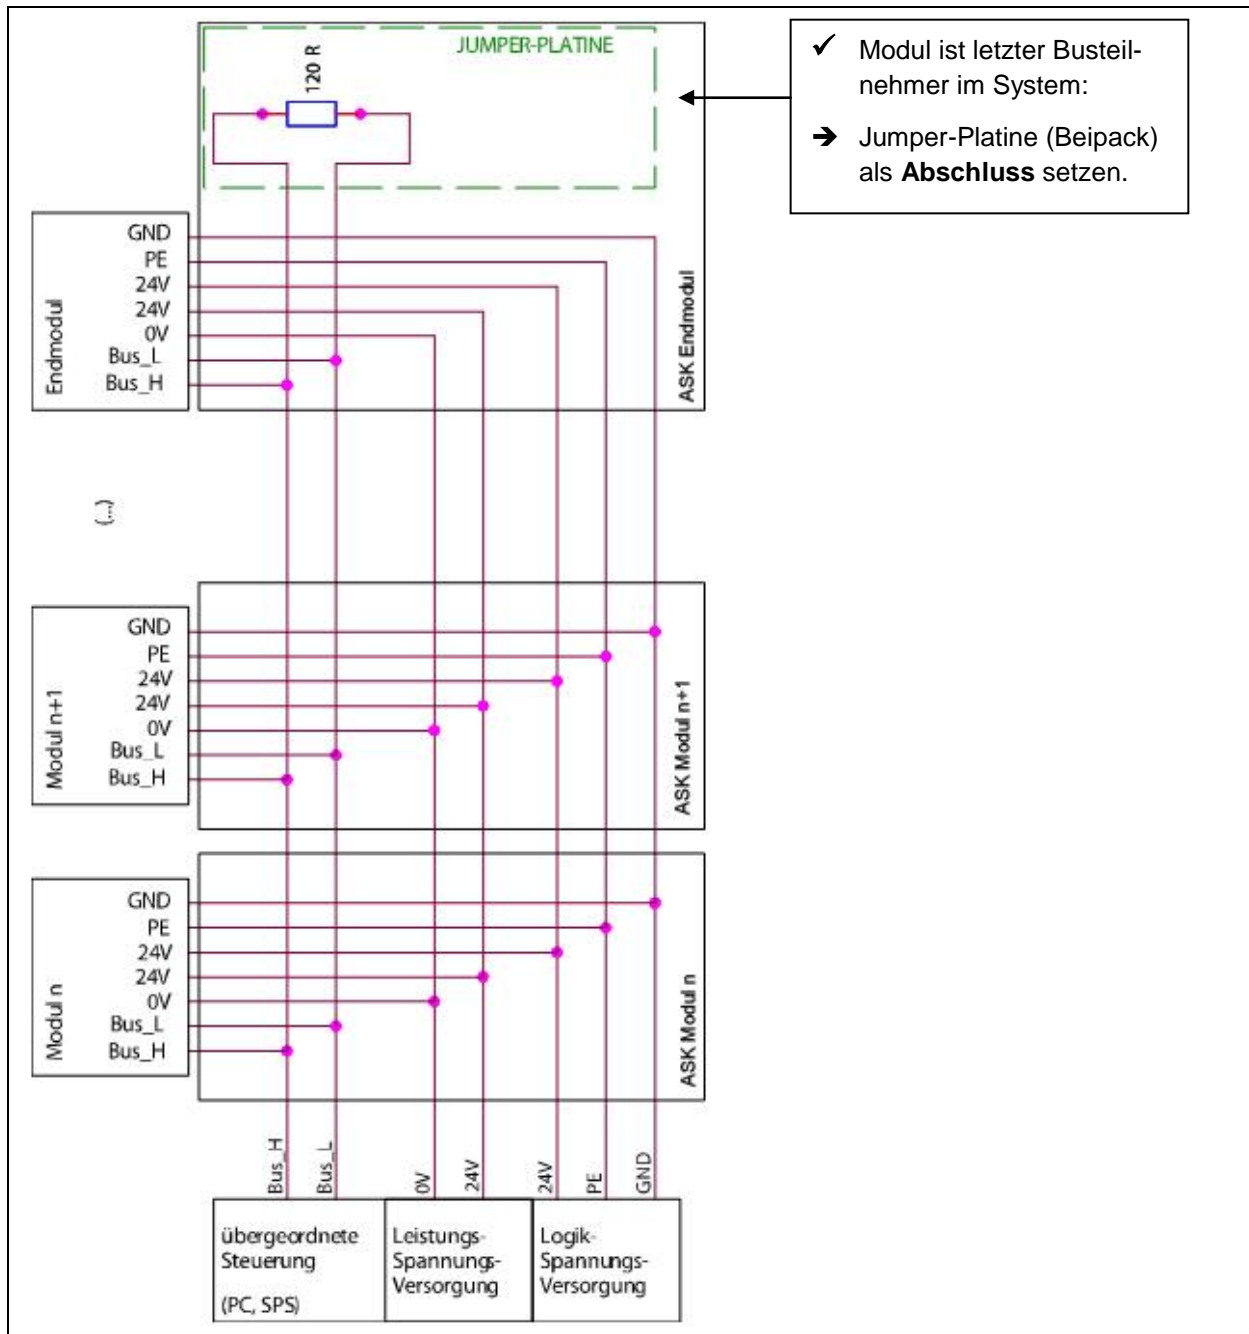 JUMPER-PLATINE
120 R
✓ Modul ist letzter Busteil-
nehmer im System:
➔ Jumper-Platine (Beipack)
als Abschluss setzen.
Endmodul
GND
PE
24V
24V
0V
Bus_L
Bus_H
ASK Endmodul
(...)
Modul n+1
GND
PE
24V
24V
0V
Bus_L
Bus_H
ASK Modul n+1
Modul n
GND
PE
24V
24V
0V
Bus_L
Bus_H
ASK Modul n
Bus_H
Bus_L
0V
24V
24V
PE
GND
übergeordnete
Steuerung
(PC, SPS)
Leistungs-
Spannungs-
Versorgung
Logik-
Spannungs-
Versorgung